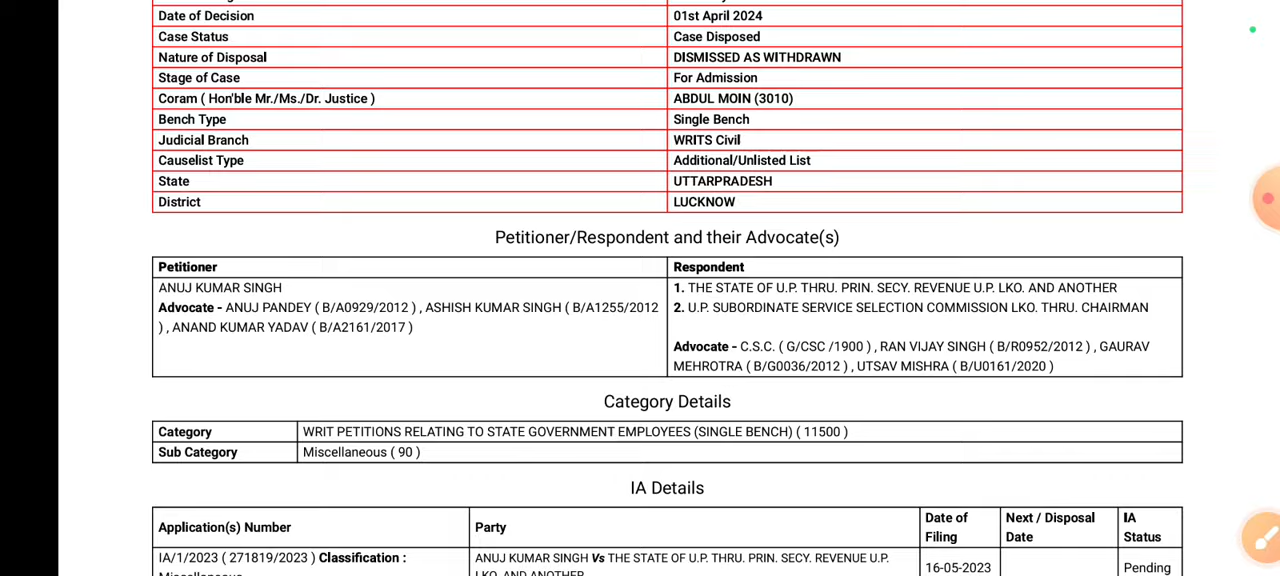 Date of Decision 01st April 2024
Case Status Case Disposed
Nature of Disposal DISMISSED AS WITHDRAWN
Stage of Case For Admission
Coram ( Hon'ble Mr./Ms./Dr. Justice ) ABDUL MOIN (3010)
Bench Type Single Bench
Judicial Branch WRITS Civil
Causelist Type Additional/Unlisted List
State UTTARPRADESH
District LUCKNOW
Petitioner/Respondent and their Advocate(s)
Petitioner Respondent
ANUJ KUMAR SINGH
Advocate - ANUJ PANDEY ( B/A0929/2012 ) , ASHISH KUMAR SINGH ( B/A1255/2012
) , ANAND KUMAR YADAV ( B/A2161/2017 )
1. THE STATE OF U.P. THRU. PRIN. SECY. REVENUE U.P. LKO. AND ANOTHER
2. U.P. SUBORDINATE SERVICE SELECTION COMMISSION LKO. THRU. CHAIRMAN
Advocate - C.S.C. ( G/CSC /1900 ) , RAN VIJAY SINGH ( B/R0952/2012 ) , GAURAV
MEHROTRA ( B/G0036/2012 ) , UTSAV MISHRA ( B/U0161/2020 )
Category Details
Category WRIT PETITIONS RELATING TO STATE GOVERNMENT EMPLOYEES (SINGLE BENCH) ( 11500 )
Sub Category Miscellaneous ( 90 )
IA Details
Application(s) Number Party Date of Filing Next / Disposal Date IA Status
IA/1/2023 ( 271819/2023 ) Classification :
ANUJ KUMAR SINGH Vs THE STATE OF U.P. THRU. PRIN. SECY. REVENUE U.P.
LKO. AND ANOTHER
16-05-2023
Pending